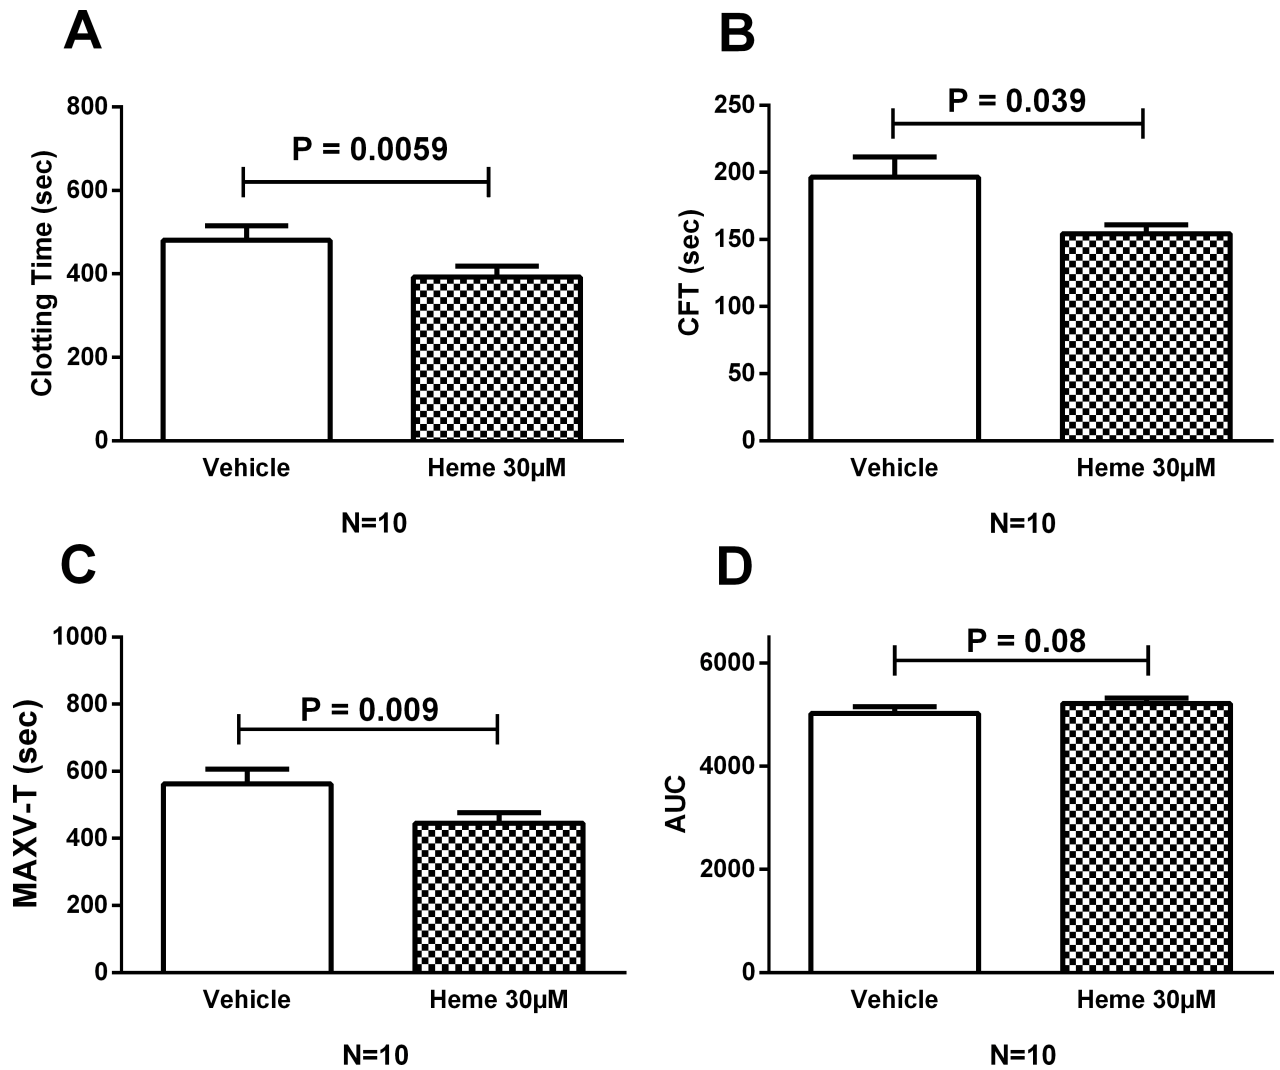 A
Clotting Time (sec)
800
600
400
200
0
P = 0.0059
Vehicle
Heme 30µM
N=10
B
CFT (sec)
250
200
150
100
50
0
P = 0.039
Vehicle
Heme 30µM
N=10
C
MAXV-T (sec)
1000
800
600
400
200
0
P = 0.009
Vehicle
Heme 30µM
N=10
D
AUC
6000
4000
2000
0
P = 0.08
Vehicle
Heme 30µM
N=10